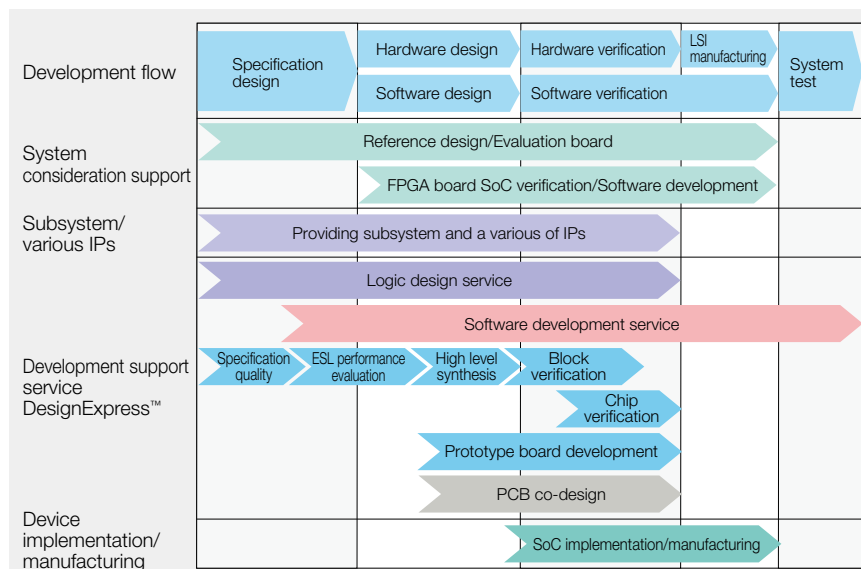 Development flow
Specification
design
Hardware design
Hardware verification
LSI
manufacturing
System
test
Software design
Software verification
System
consideration support
Reference design/Evaluation board
FPGA board SoC verification/Software development
Subsystem/
various IPs
Providing subsystem and a various of IPs
Logic design service
Software development service
Development support
service
DesignExpress™
Specification
quality
ESL performance
evaluation
High level
synthesis
Block
verification
Chip
verification
Prototype board development
PCB co-design
Device
implementation/
manufacturing
SoC implementation/manufacturing